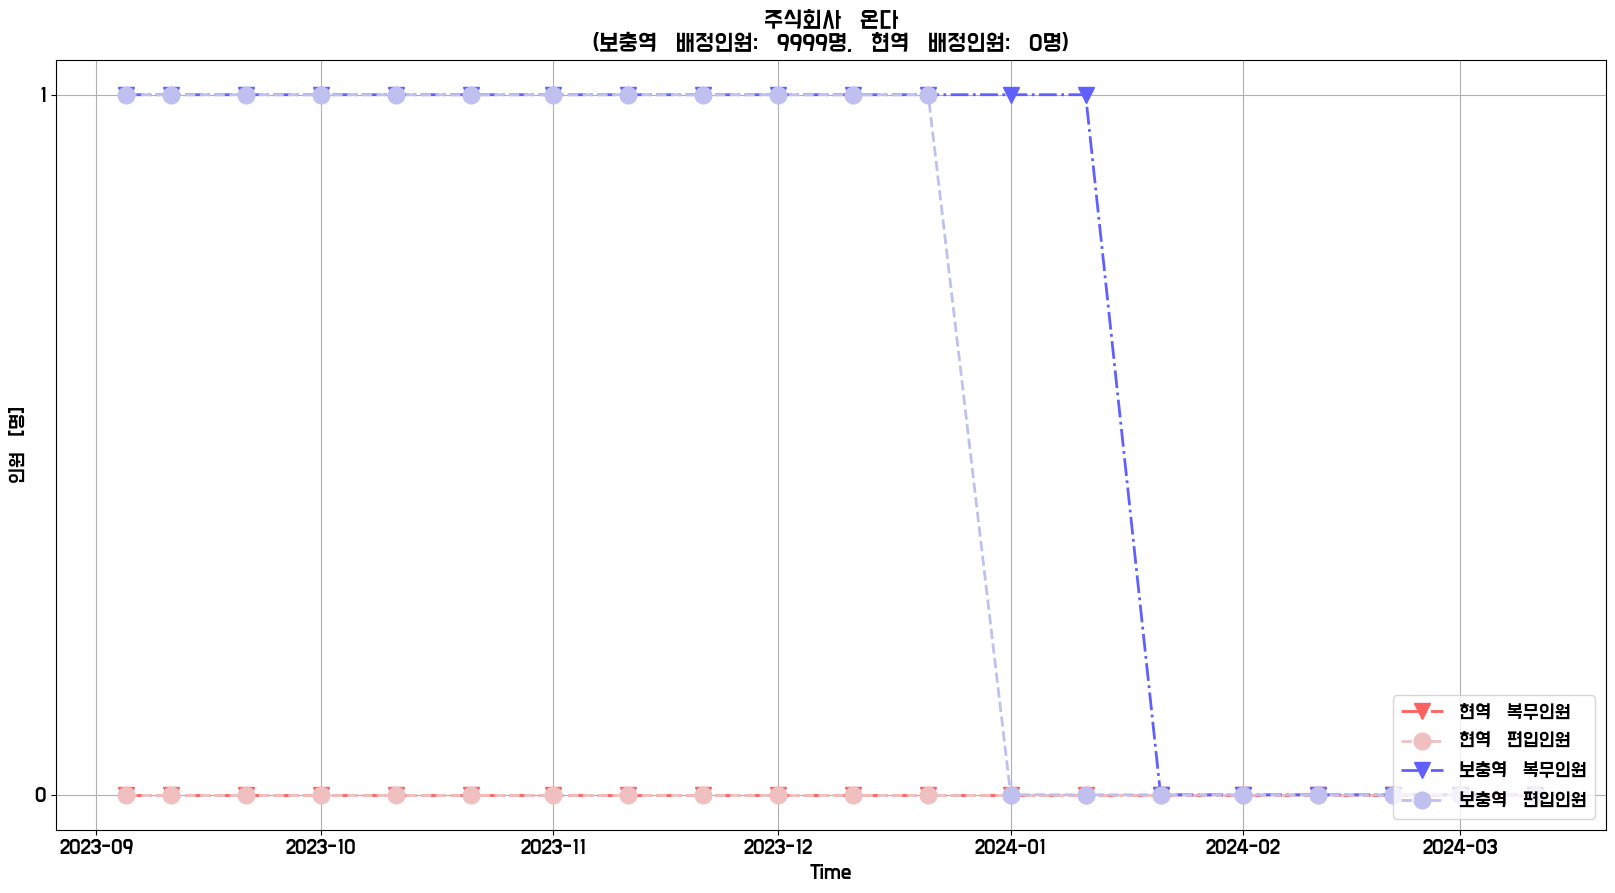 주식회사 온다
(보충역 배정인원: 9999명, 현역 배정인원: 0명)
1
인원 [명]
0
현역 복무인원
현역 편입인원
보충역 복무인원
보충역 편입인원
2023-09 2023-10 2023-11 2023-12 2024-01 2024-02 2024-03
Time